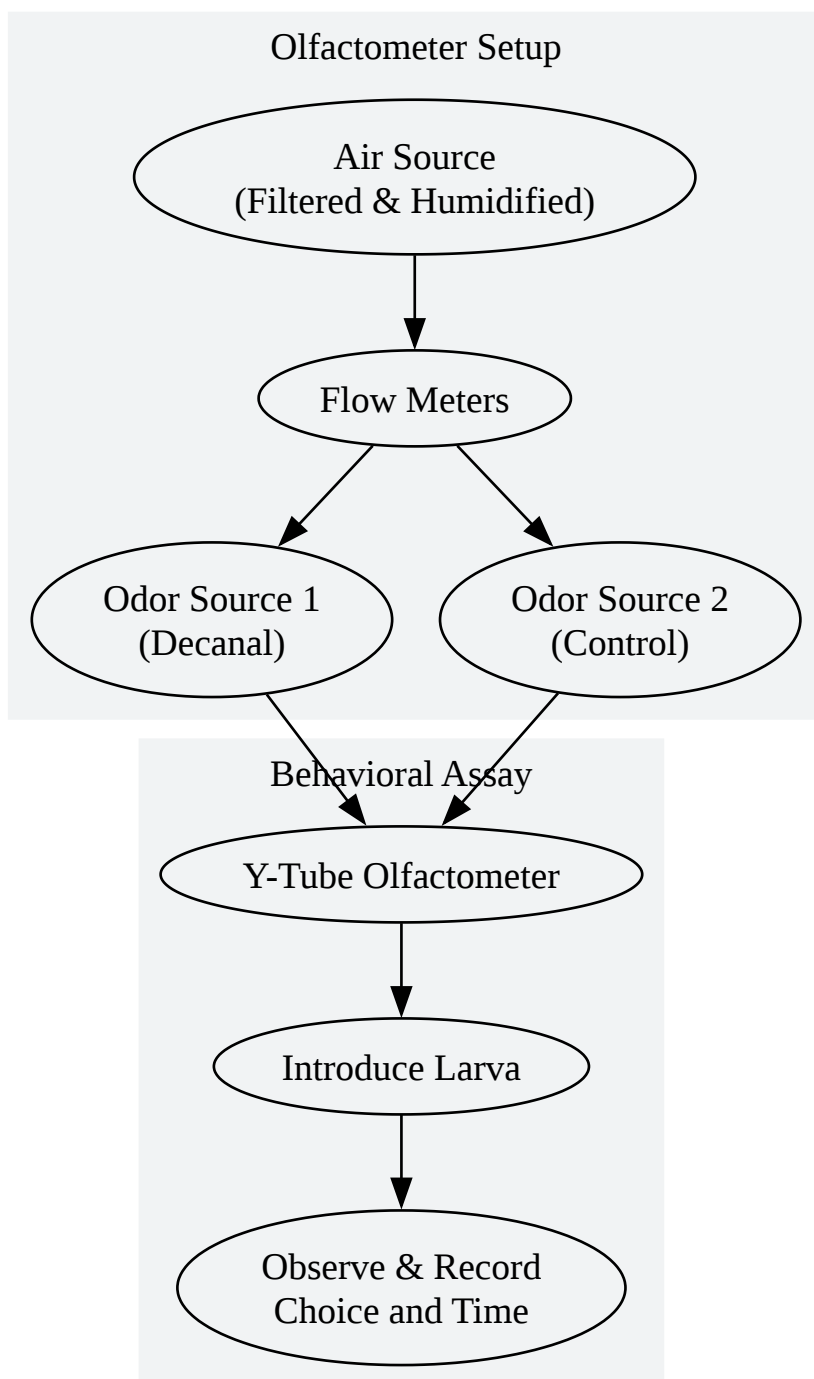 Olfactometer Setup
Air Source
(Filtered & Humidified)
Flow Meters
Odor Source 1
(Decanal)
Odor Source 2
(Control)
Behavioral Assay
Y-Tube Olfactometer
Introduce Larva
Observe & Record
Choice and Time